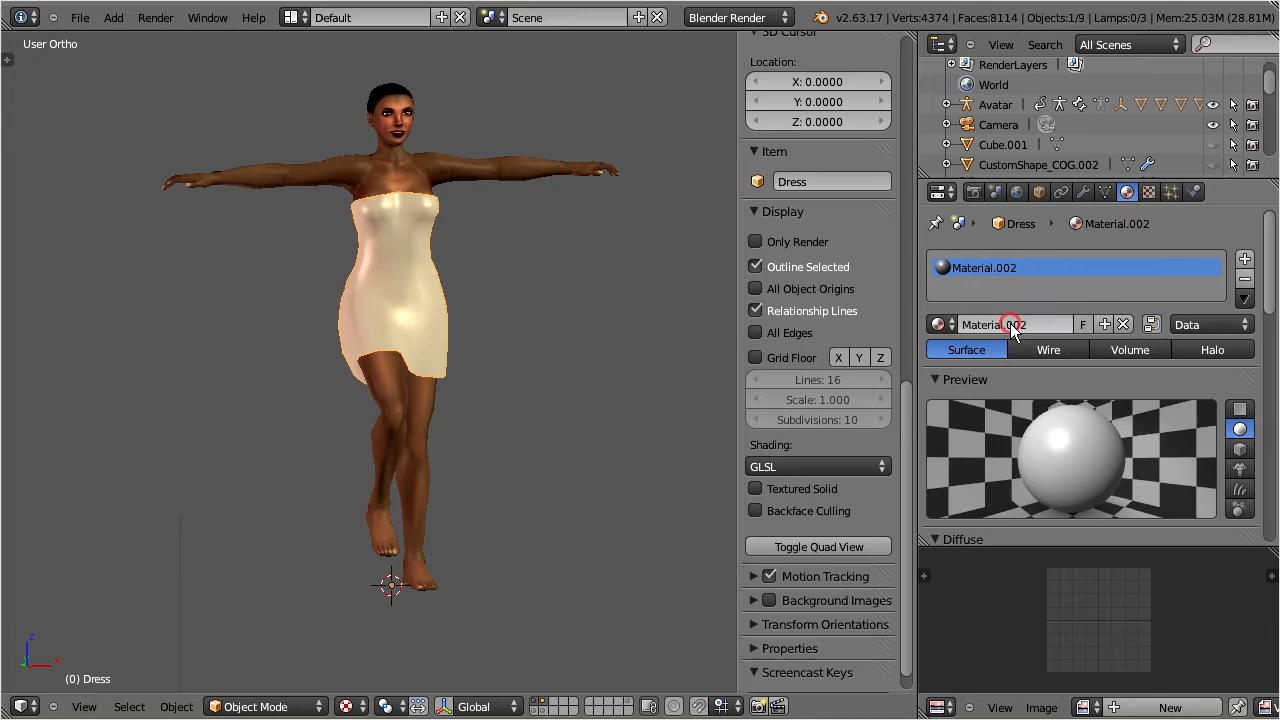 File Add Render Window Help Default Scene Blender Render v2.63.17 | Verts:4374 | Faces:8114 | Objects:1/9 | Lamps:0/3 | Mem:25.03M (28.81M)
User Ortho
(0) Dress
View Select Object Object Mode Global
3D Cursor
Location:
X: 0.0000
Y: 0.0000
Z: 0.0000
Item
Dress
Display
Only Render
Outline Selected
All Object Origins
Relationship Lines
All Edges
Grid Floor X Y Z
Lines: 16
Scale: 1.000
Subdivisions: 10
Shading:
GLSL
Textured Solid
Backface Culling
Toggle Quad View
Motion Tracking
Background Images
Transform Orientations
Properties
Screencast Keys
View Search All Scenes
RenderLayers
World
Avatar
Camera
Cube.001
CustomShape_COG.002
Dress Material.002
Material.002
Material.002 F Data
Surface Wire Volume Halo
Preview
Diffuse
View Image New
z
x